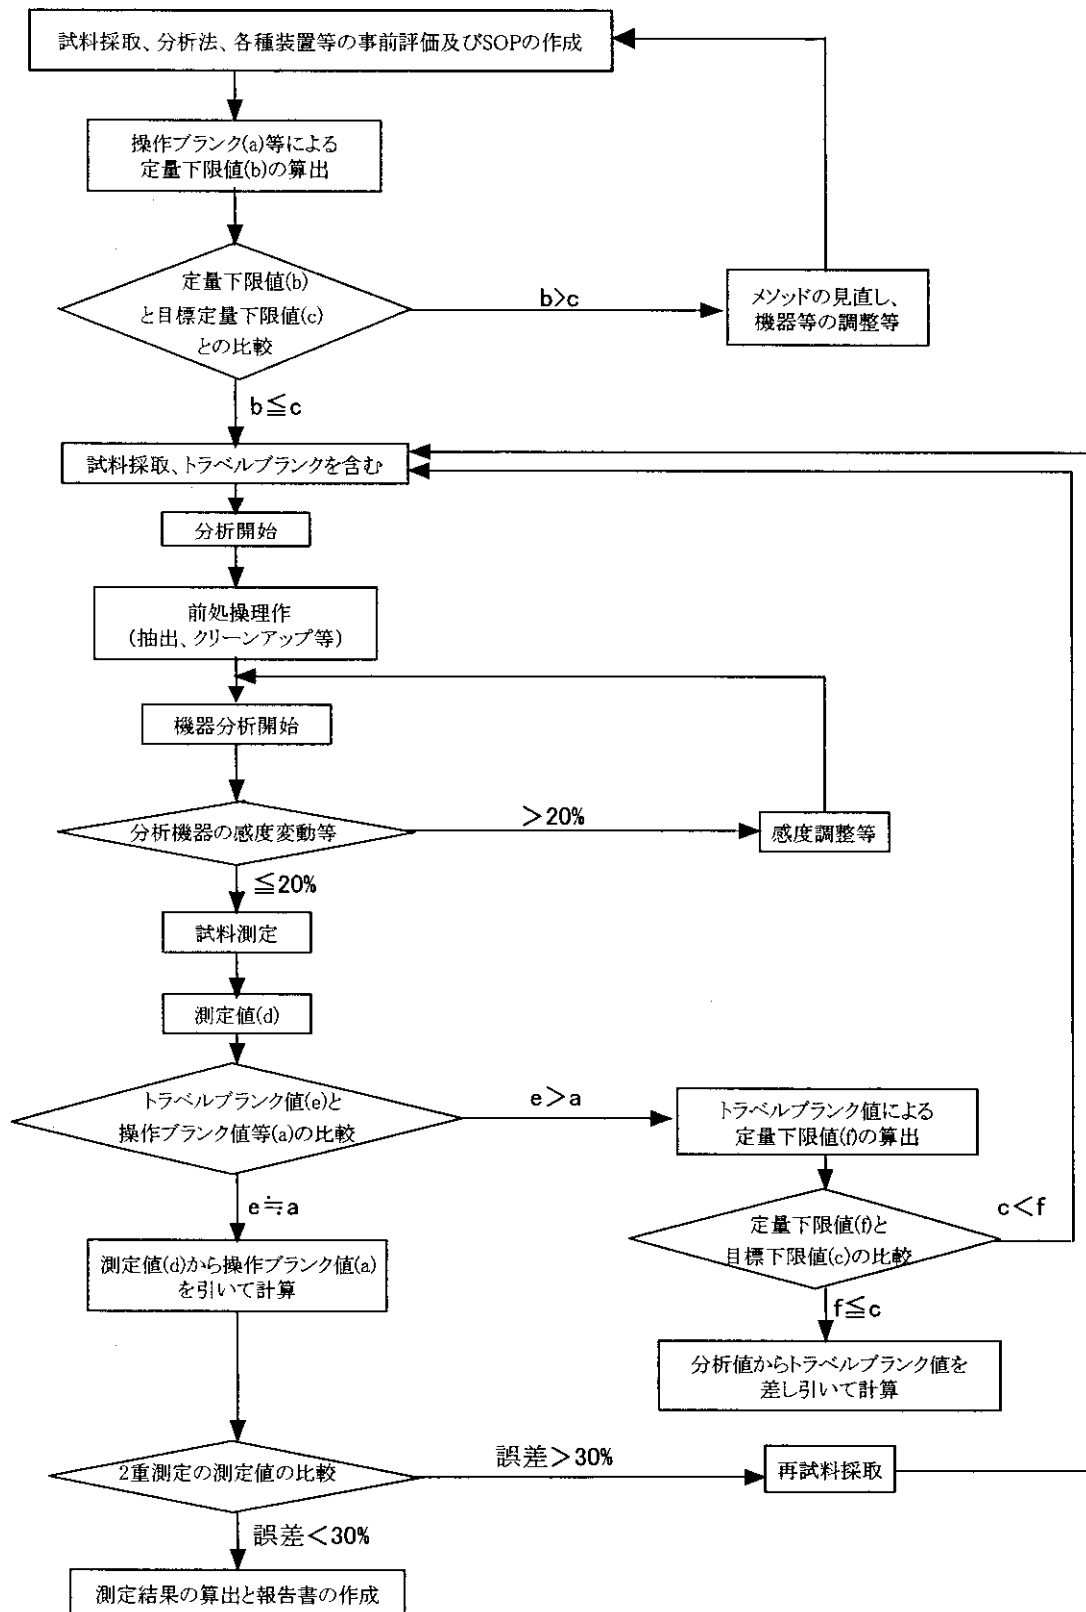 試料採取、分析法、各種装置等の事前評価及びSOPの作成
操作ブランク(a)等による
定量下限値(b)の算出
定量下限値(b)
と目標定量下限値(c)
との比較
b>c
メソッドの見直し、
機器等の調整等
b≦c
試料採取、トラベルブランクを含む
分析開始
前処操理作
(抽出、クリーンアップ等)
機器分析開始
分析機器の感度変動等
>20%
感度調整等
≦20%
試料測定
測定値(d)
トラベルブランク値(e)と
操作ブランク値等(a)の比較
e>a
トラベルブランク値による
定量下限値(f)の算出
e≒a
c<f
定量下限値(f)と
目標下限値(c)の比較
測定値(d)から操作ブランク値(a)
を引いて計算
f≦c
分析値からトラベルブランク値を
差し引いて計算
2重測定の測定値の比較
誤差>30%
再試料採取
誤差<30%
測定結果の算出と報告書の作成